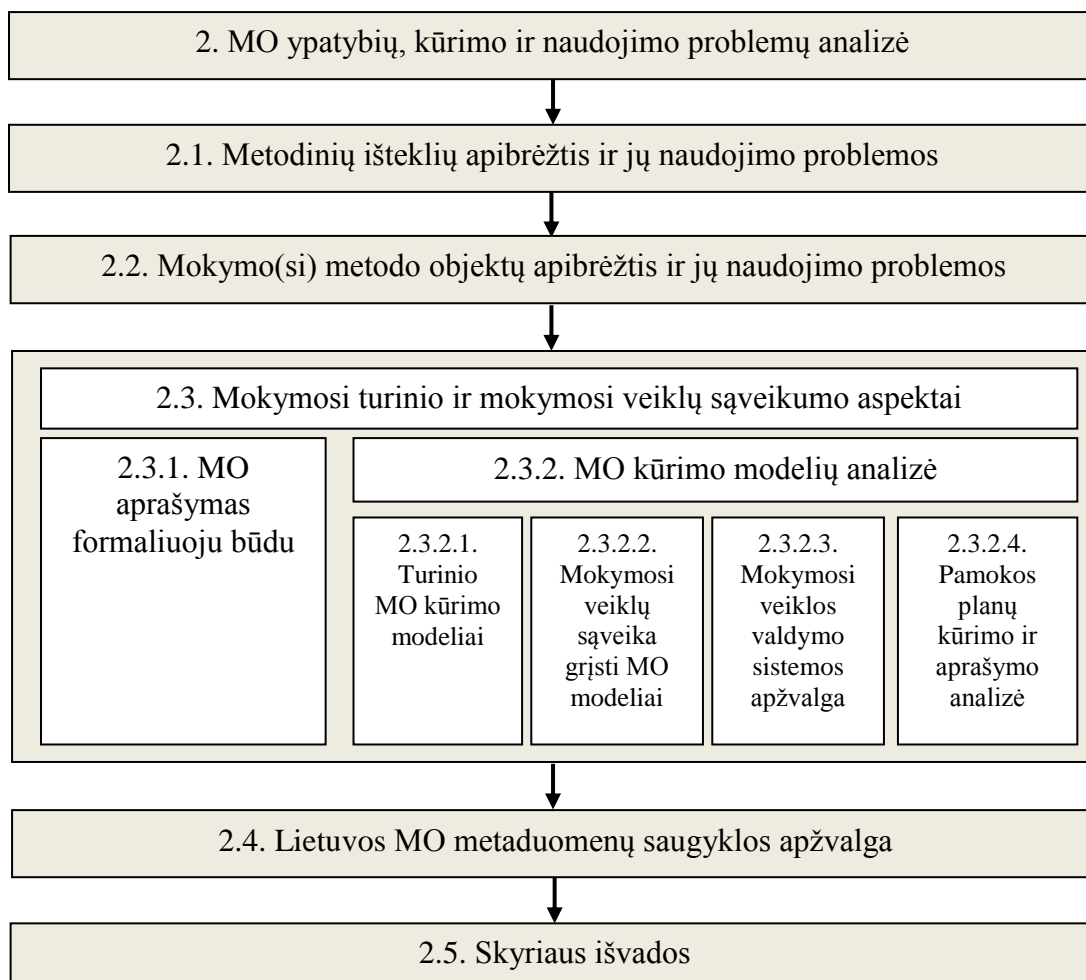 2. MO ypatybių, kūrimo ir naudojimo problemų analizė
2.1. Metodinių išteklių apibrėžtis ir jų naudojimo problemos
2.2. Mokymo(si) metodo objektų apibrėžtis ir jų naudojimo problemos
2.3. Mokymosi turinio ir mokymosi veiklų sąveikumo aspektai
2.3.1. MO
aprašymas
formaliuoju būdu
2.3.2. MO kūrimo modelių analizė
2.3.2.1.
Turinio
MO kūrimo
modeliai
2.3.2.2.
Mokymosi
veiklų
sąveika
grįsti MO
modeliai
2.3.2.3.
Mokymosi
veiklos
valdymo
sistemos
apžvalga
2.3.2.4.
Pamokos
planų
kūrimo ir
aprašymo
analizė
2.4. Lietuvos MO metaduomenų saugyklos apžvalga
2.5. Skyriaus išvados